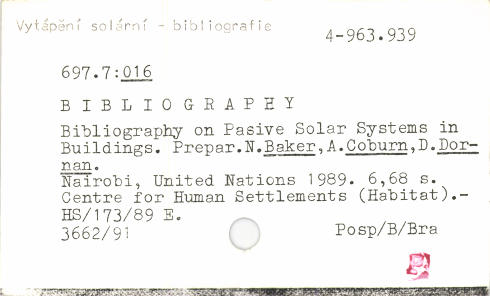 Vytápění solární - bibliografie
4-963.939
697.7:016
BIBLIOGRAPHY
Bibliography on Pasive Solar Systems in
Buildings. Prepar.N.Baker,A.Coburn,D.Dor-
nan.
Nairobi, United Nations 1989. 6,68 s.
Centre for Human Settlements (Habitat).-
HS/173/89 E.
3662/91 Posp/B/Bra